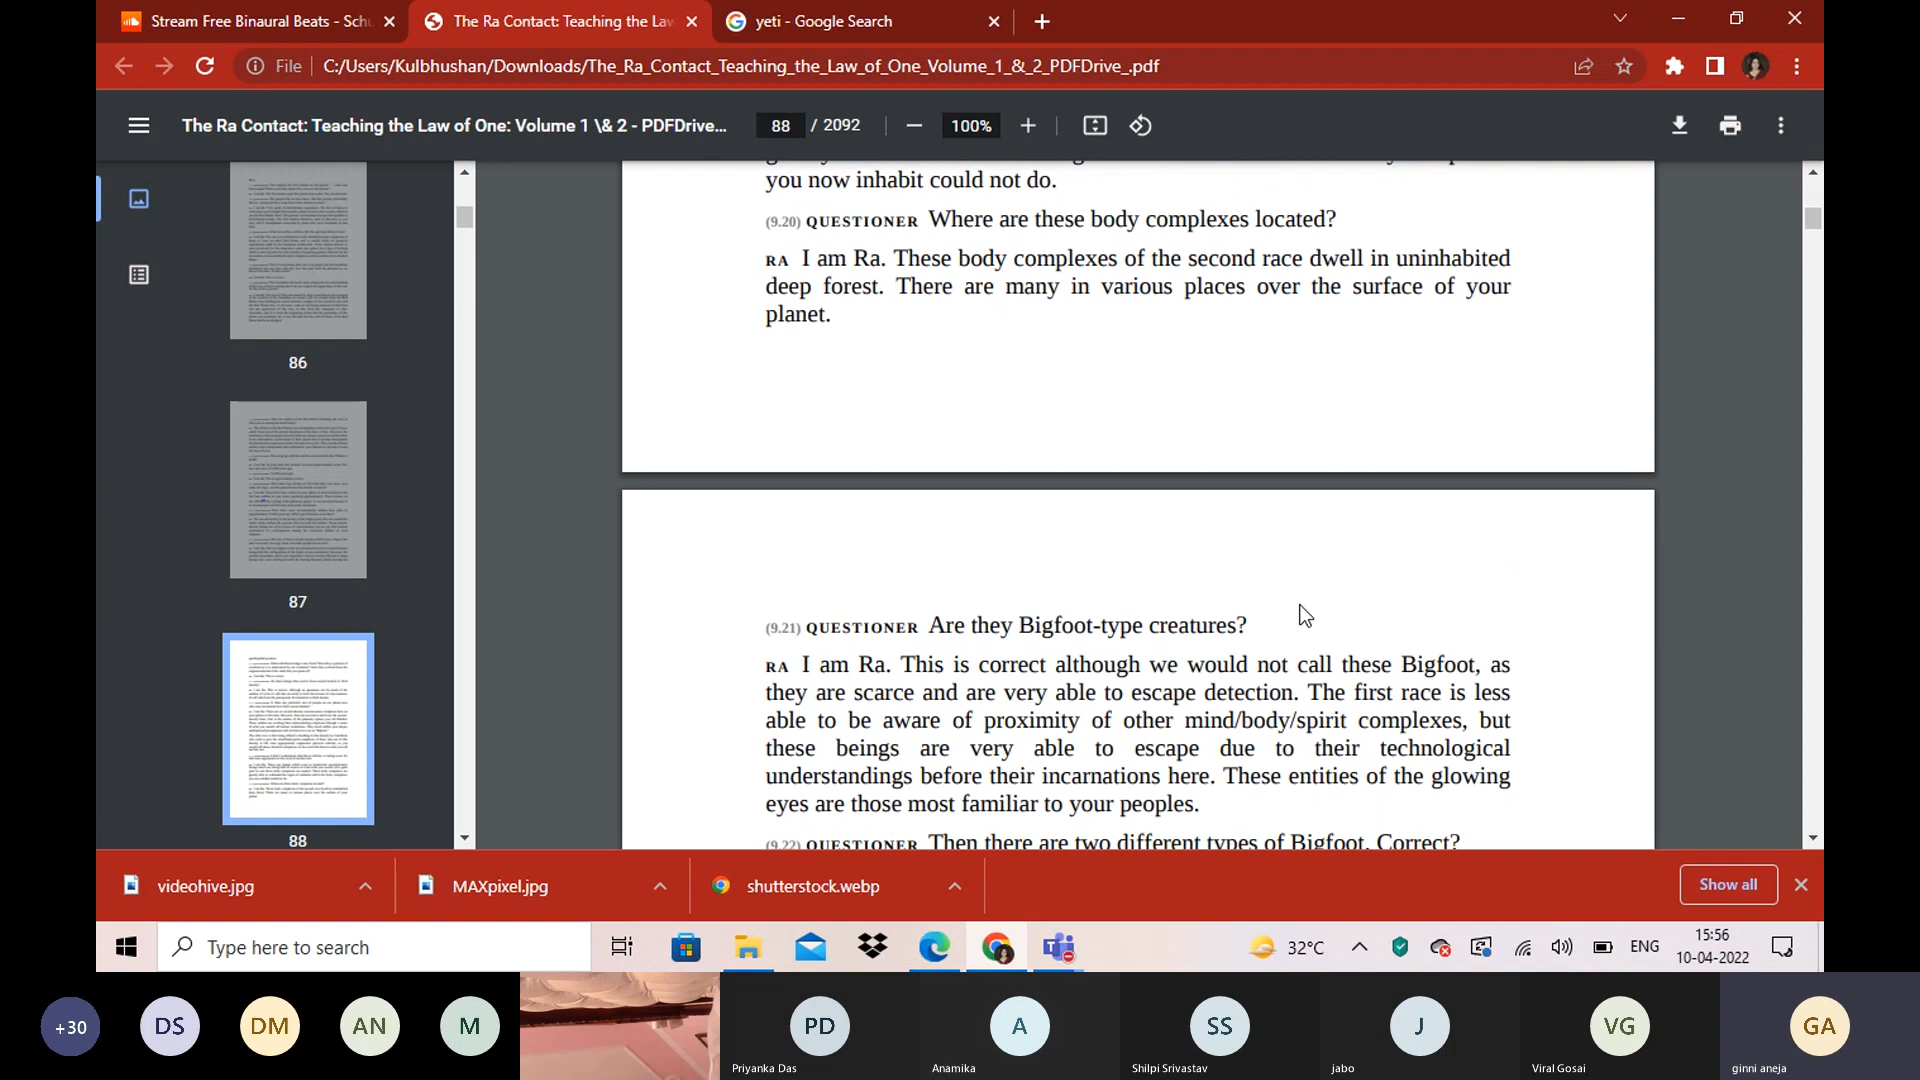 Stream Free Binaural Beats - Sch
The Ra Contact: Teaching the Law
yeti - Google Search
File
C:/Users/Kulbhushan/Downloads/The_Ra_Contact_Teaching_the_Law_of_One_Volume_1_&_2_PDFDrive_.pdf
The Ra Contact: Teaching the Law of One: Volume 1 \& 2 - PDFDrive...
88 / 2092
100%
you now inhabit could not do.
(9.20) QUESTIONER Where are these body complexes located?
RA I am Ra. These body complexes of the second race dwell in uninhabited
deep forest. There are many in various places over the surface of your
planet.
86
87
88
(9.21) QUESTIONER Are they Bigfoot-type creatures?
RA I am Ra. This is correct although we would not call these Bigfoot, as
they are scarce and are very able to escape detection. The first race is less
able to be aware of proximity of other mind/body/spirit complexes, but
these beings are very able to escape due to their technological
understandings before their incarnations here. These entities of the glowing
eyes are those most familiar to your peoples.
(9.22) QUESTIONER Then there are two different types of Bigfoot. Correct?
videohive.jpg
MAXpixel.jpg
shutterstock.webp
Show all
Type here to search
32°C
ENG
15:56
10-04-2022
+30
DS
DM
AN
M
PD
A
SS
J
VG
GA
Priyanka Das
Anamika
Shilpi Srivastav
jabo
Viral Gosai
ginni aneja